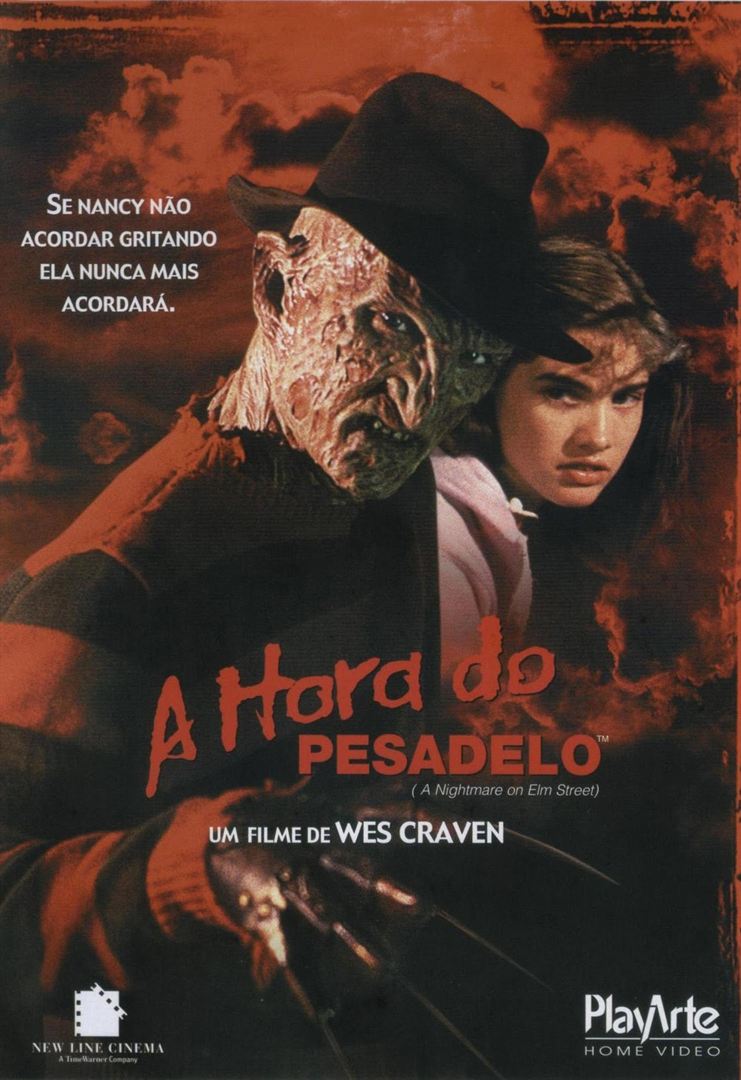 SE NANCY NÃO
ACORDAR GRITANDO
ELA NUNCA MAIS
ACORDARÁ.
A Hora do
PESADELO™
( A Nightmare on Elm Street)
UM FILME DE WES CRAVEN
NEW LINE CINEMA
A TimeWarner Company
PlayArte
HOME VIDEO